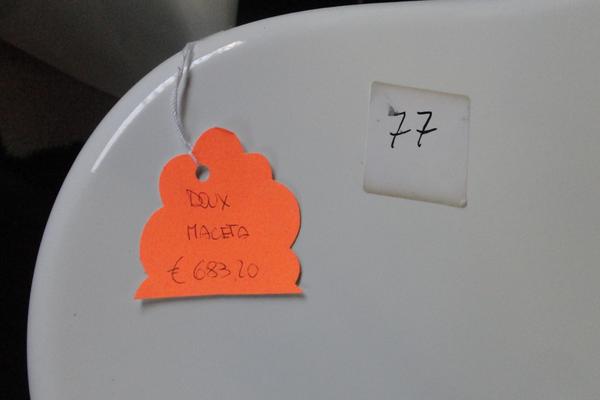 DOUX
MACETA
€ 683,20
77